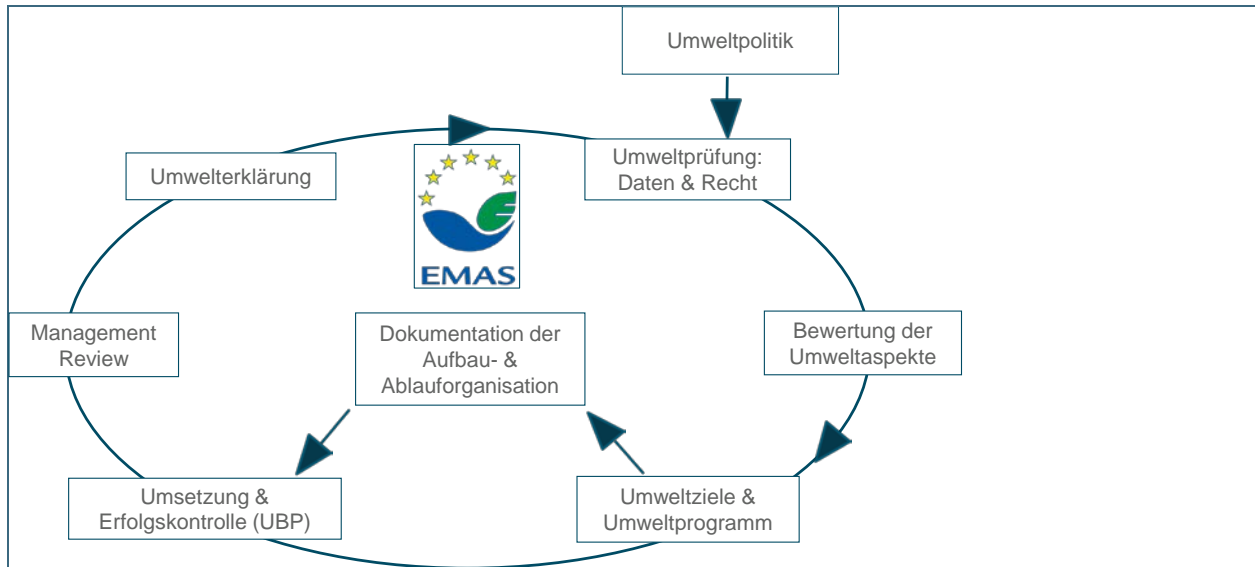 Umweltpolitik
Umweltprüfung:
Daten & Recht
Umwelterklärung
EMAS
Management
Review
Dokumentation der
Aufbau- &
Ablauforganisation
Bewertung der
Umweltaspekte
Umsetzung &
Erfolgskontrolle (UBP)
Umweltziele &
Umweltprogramm